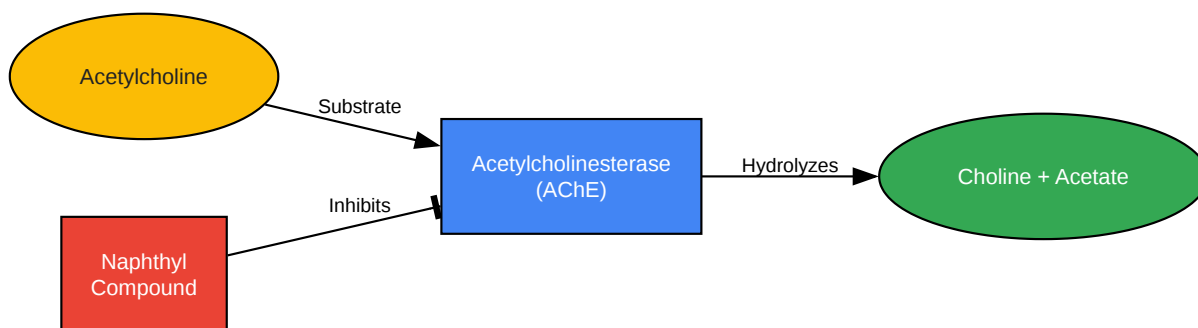 Acetylcholine
Substrate
Acetylcholinesterase
(AChE)
Hydrolyzes
Choline + Acetate
Inhibits
Naphthyl
Compound